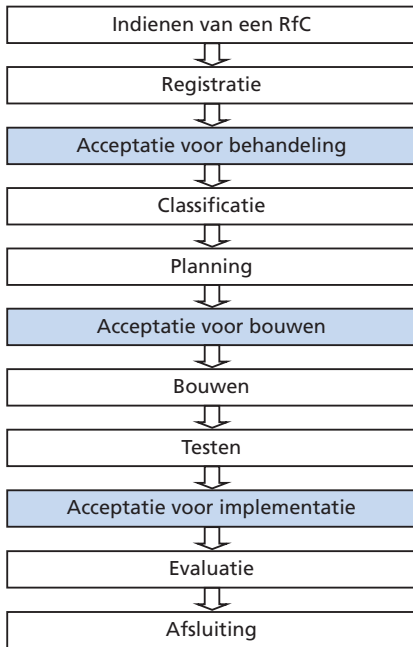 Indienen van een RfC
Registratie
Acceptatie voor behandeling
Classificatie
Planning
Acceptatie voor bouwen
Bouwen
Testen
Acceptatie voor implementatie
Evaluatie
Afsluiting